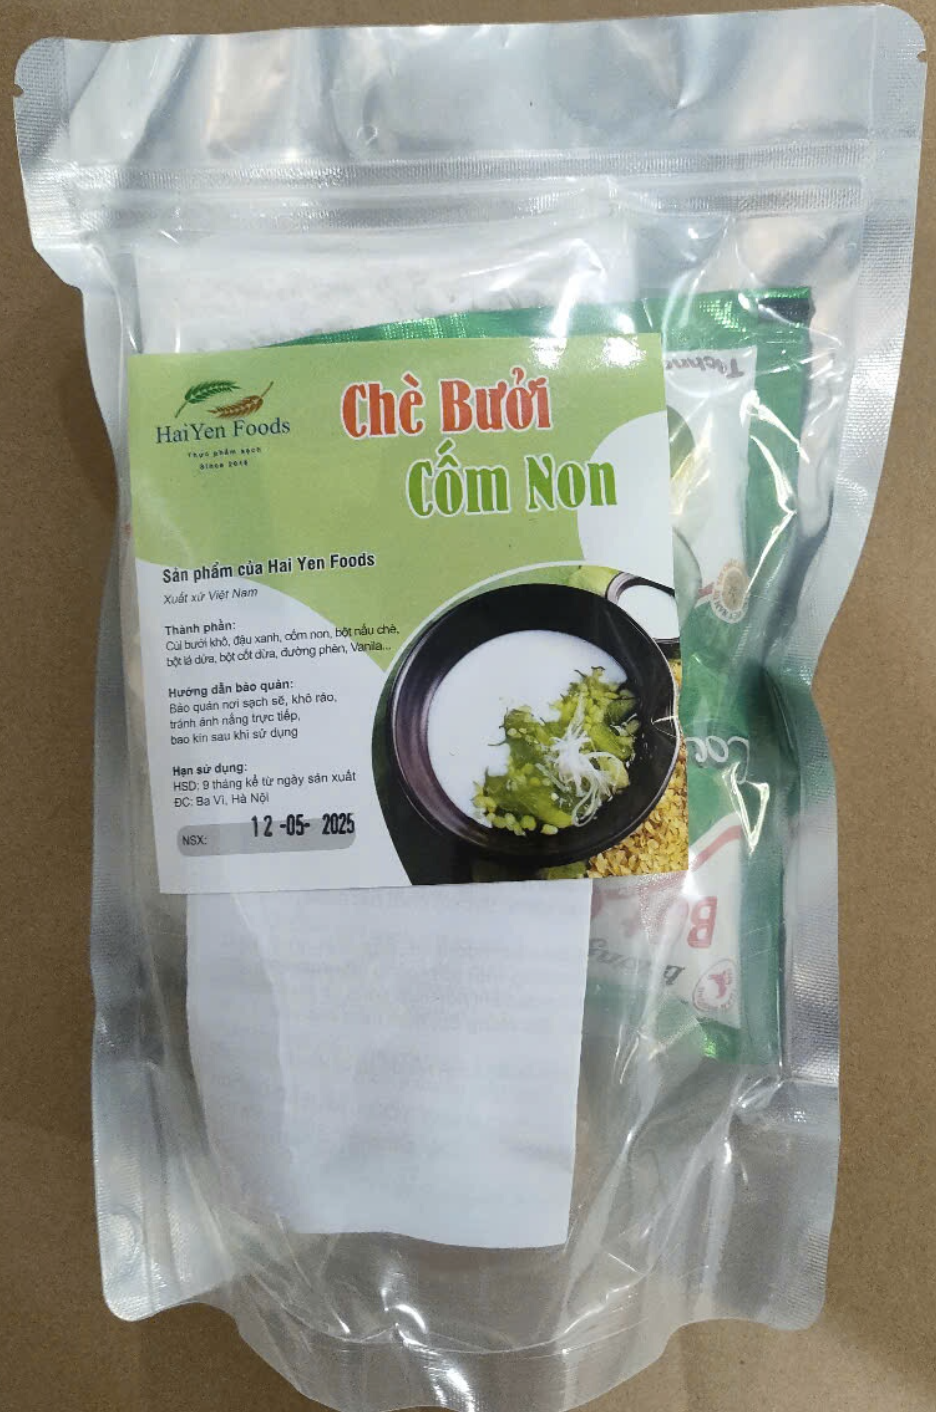 HaiYen Foods
Thực phẩm sạch
Chè Bưởi
Cốm Non
Sản phẩm của Hai Yen Foods
Xuất xứ Việt Nam
Thành phần:
Cùi bưởi khô, đậu xanh, cốm non, bột nấu chè,
bột lá dứa, bột cốt dừa, đường phèn, Vanila...
Hướng dẫn bảo quản:
Bảo quản nơi sạch sẽ, khô ráo,
tránh ánh nắng trực tiếp,
bao kín sau khi sử dụng
Hạn sử dụng:
HSD: 9 tháng kể từ ngày sản xuất
ĐC: Ba Vì, Hà Nội
NSX: 12 -05- 2025